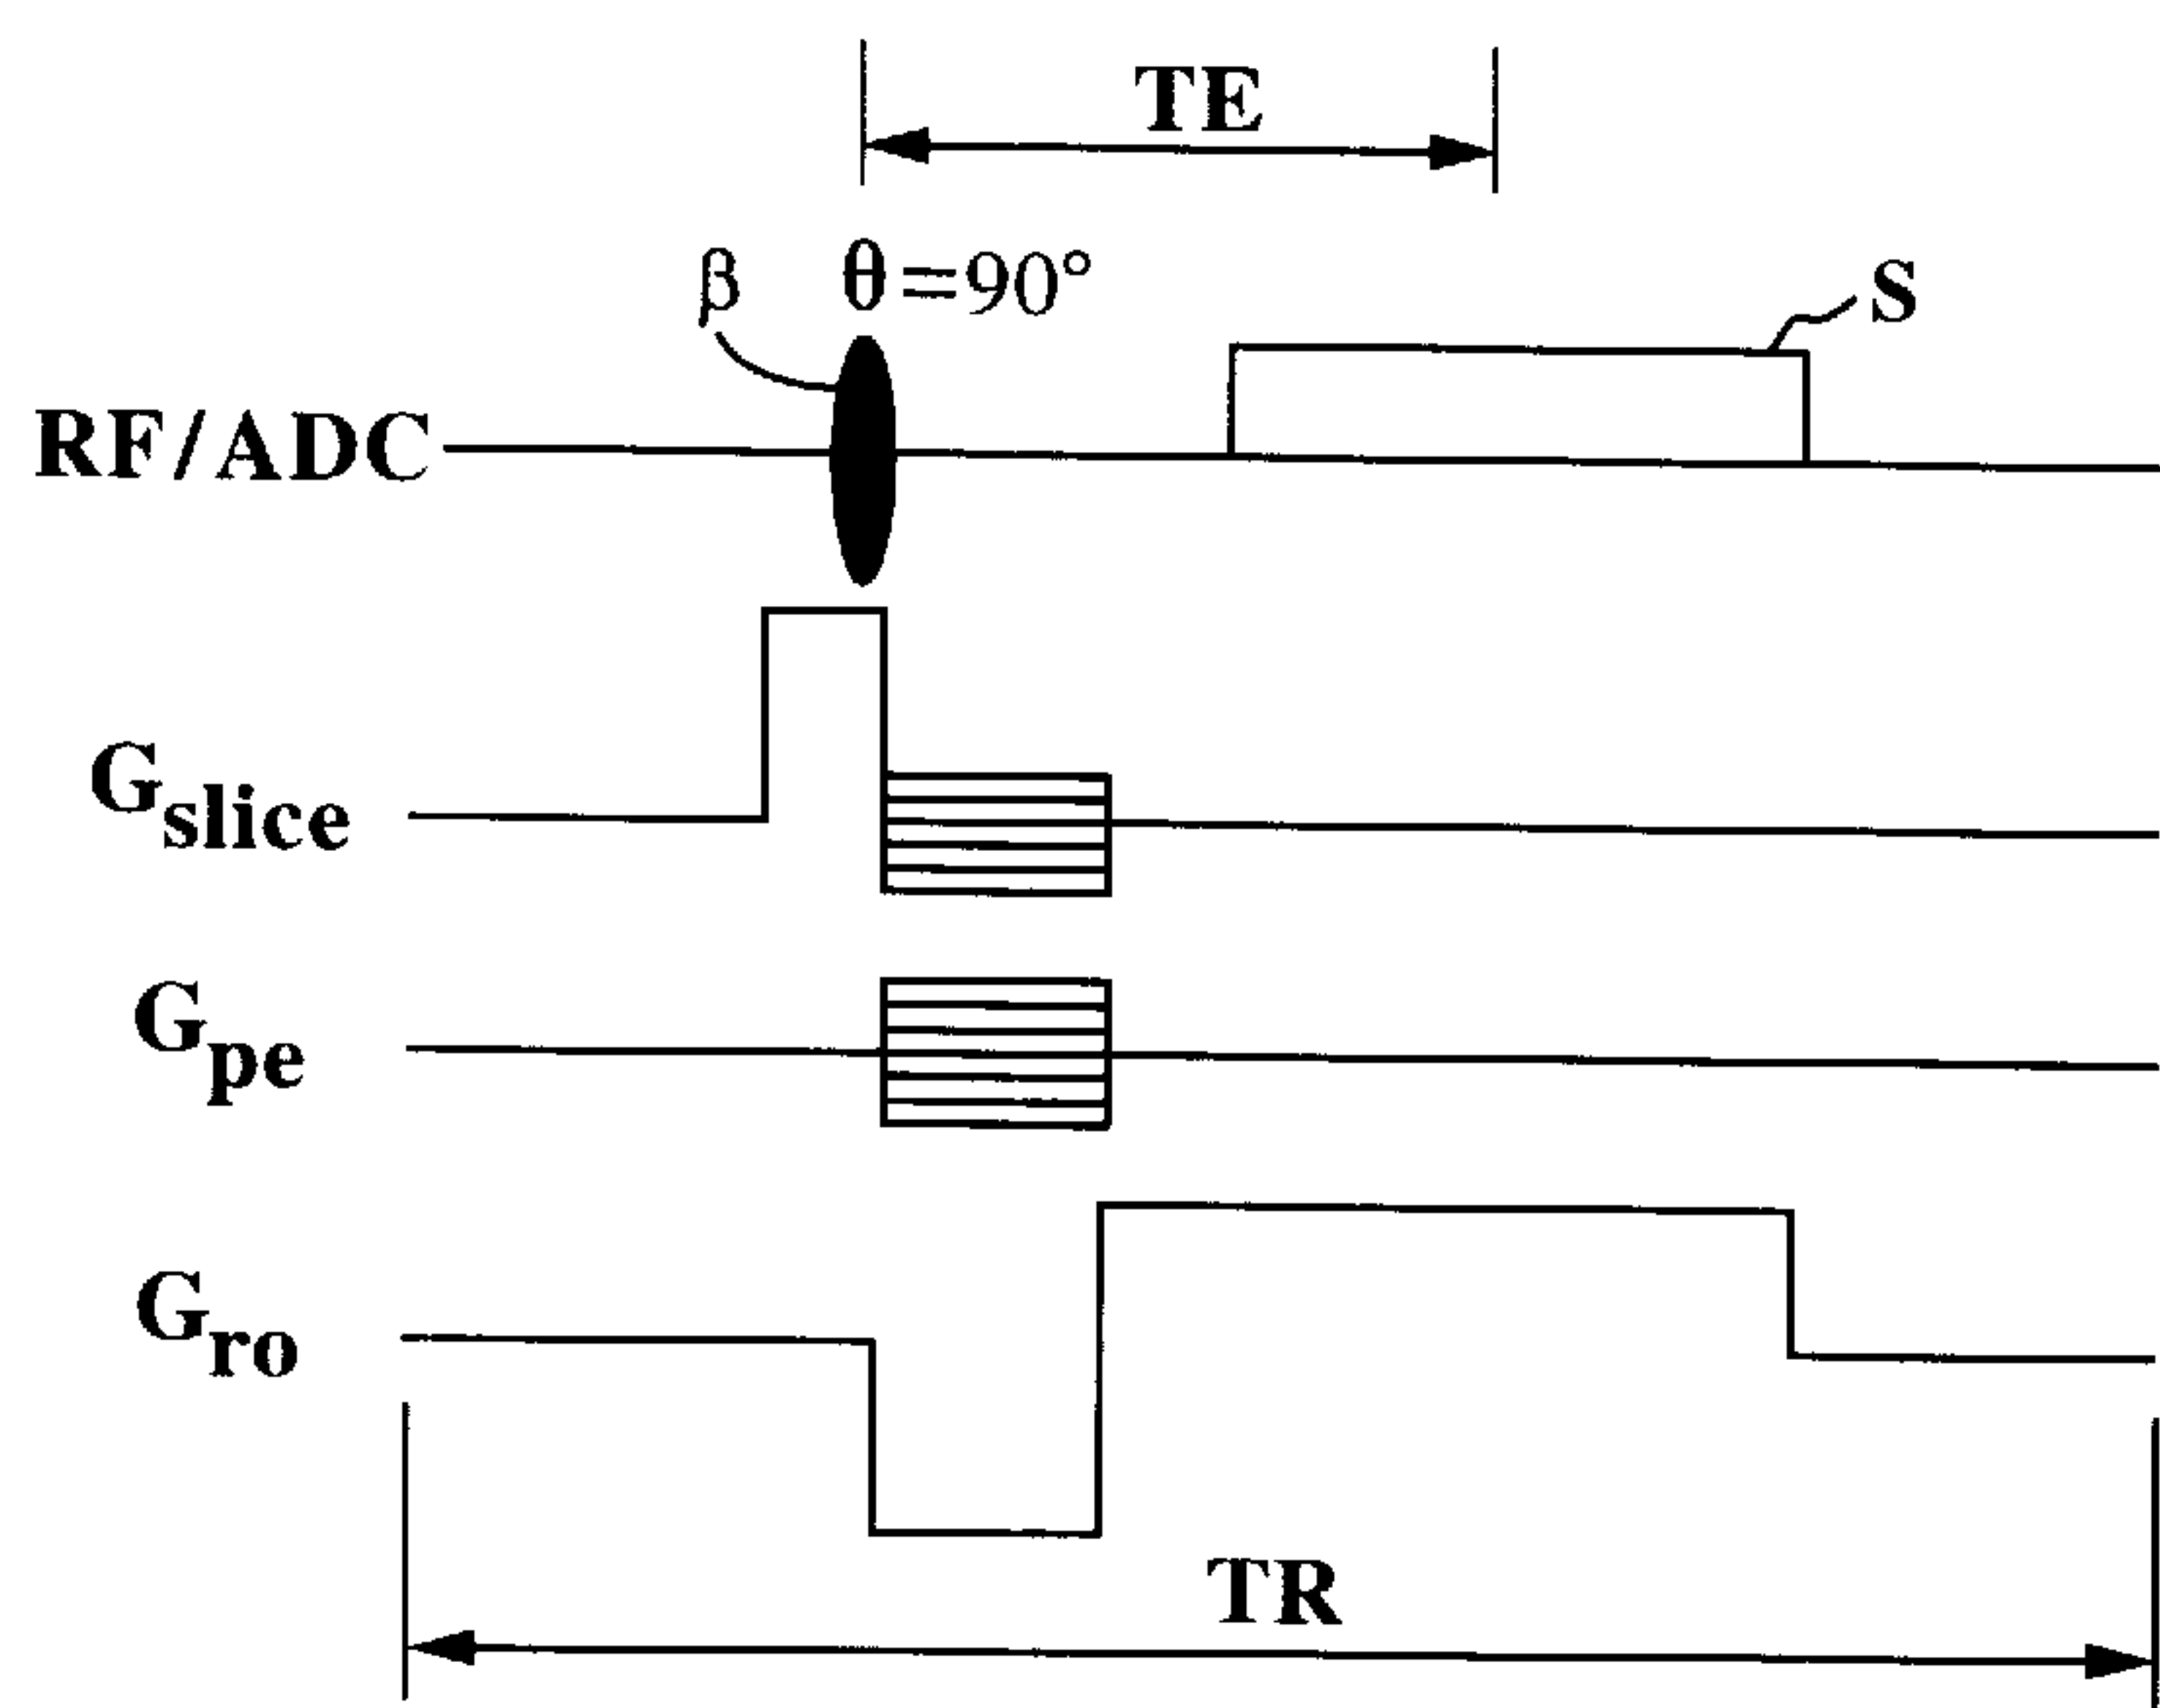 TE
β θ=90°
S
RF/ADC
Gslice
Gpe
Gro
TR